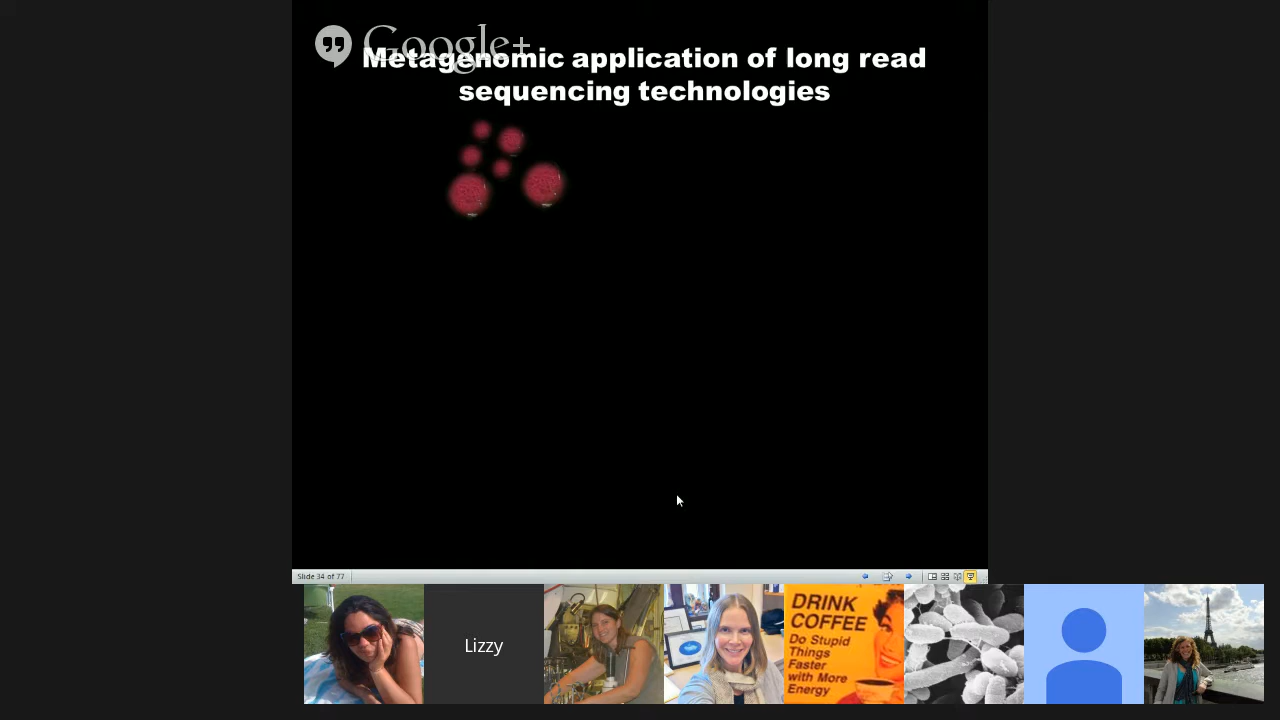 Google+
Metagenomic application of long read
sequencing technologies
Slide 34 of 77
Lizzy
DRINK
COFFEE
Do Stupid
Things
Faster
with More
Energy